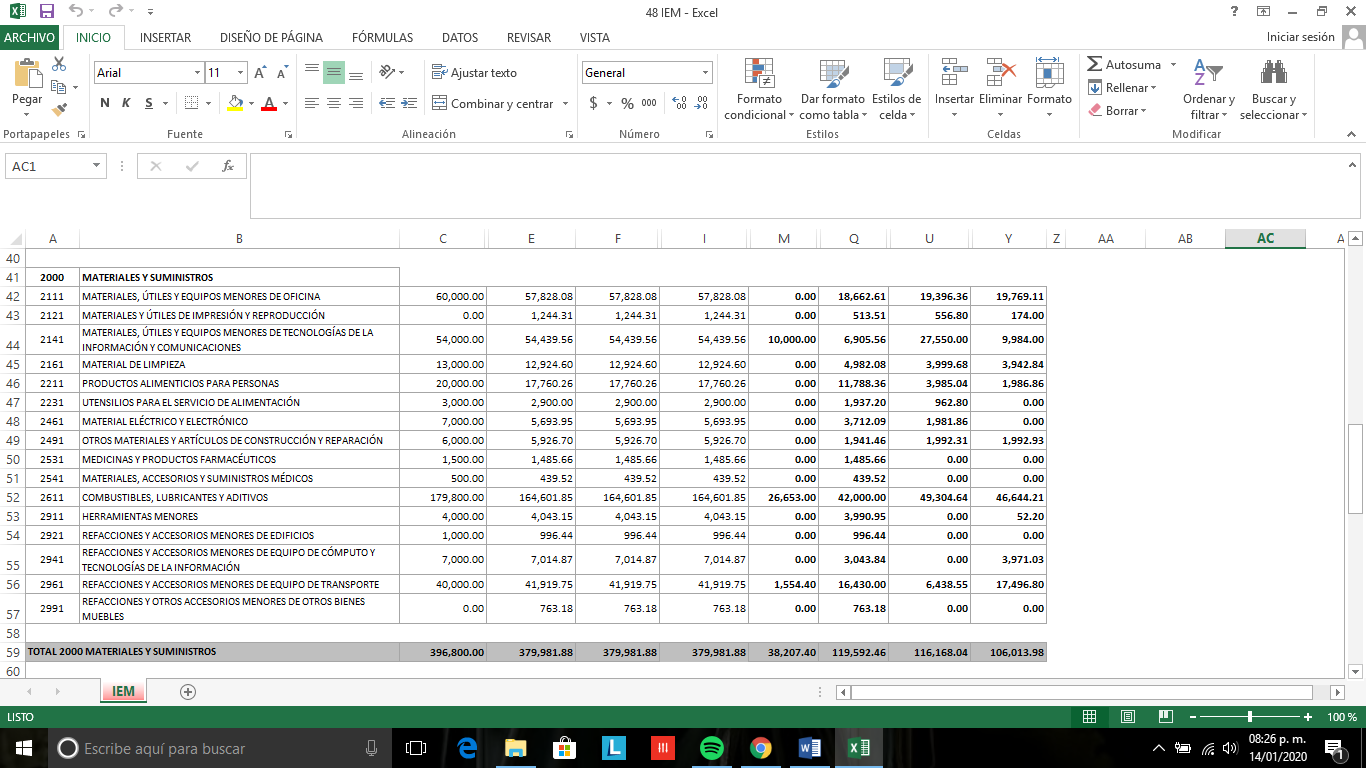 48 IEM - Excel
?
ARCHIVO INICIO INSERTAR DISEÑO DE PÁGINA FÓRMULAS DATOS REVISAR VISTA Iniciar sesión
Pegar
Arial 11
N K S
Ajustar texto
Combinar y centrar
General
$ % 000
Formato condicional
Dar formato como tabla
Estilos de celda
Insertar Eliminar Formato
Autosuma
Rellenar
Borrar
Ordenar y filtrar
Buscar y seleccionar
Portapapeles Fuente Alineación Número Estilos Celdas Modificar
AC1 fx
A B C E F I M Q U Y Z AA AB AC A
40
41 2000 MATERIALES Y SUMINISTROS
42 2111 MATERIALES, ÚTILES Y EQUIPOS MENORES DE OFICINA 60,000.00 57,828.08 57,828.08 57,828.08 0.00 18,662.61 19,396.36 19,769.11
43 2121 MATERIALES Y ÚTILES DE IMPRESIÓN Y REPRODUCCIÓN 0.00 1,244.31 1,244.31 1,244.31 0.00 513.51 556.80 174.00
44 2141 MATERIALES, ÚTILES Y EQUIPOS MENORES DE TECNOLOGÍAS DE LA
INFORMACIÓN Y COMUNICACIONES 54,000.00 54,439.56 54,439.56 54,439.56 10,000.00 6,905.56 27,550.00 9,984.00
45 2161 MATERIAL DE LIMPIEZA 13,000.00 12,924.60 12,924.60 12,924.60 0.00 4,982.08 3,999.68 3,942.84
46 2211 PRODUCTOS ALIMENTICIOS PARA PERSONAS 20,000.00 17,760.26 17,760.26 17,760.26 0.00 11,788.36 3,985.04 1,986.86
47 2231 UTENSILIOS PARA EL SERVICIO DE ALIMENTACIÓN 3,000.00 2,900.00 2,900.00 2,900.00 0.00 1,937.20 962.80 0.00
48 2461 MATERIAL ELÉCTRICO Y ELECTRÓNICO 7,000.00 5,693.95 5,693.95 5,693.95 0.00 3,712.09 1,981.86 0.00
49 2491 OTROS MATERIALES Y ARTÍCULOS DE CONSTRUCCIÓN Y REPARACIÓN 6,000.00 5,926.70 5,926.70 5,926.70 0.00 1,941.46 1,992.31 1,992.93
50 2531 MEDICINAS Y PRODUCTOS FARMACÉUTICOS 1,500.00 1,485.66 1,485.66 1,485.66 0.00 1,485.66 0.00 0.00
51 2541 MATERIALES, ACCESORIOS Y SUMINISTROS MÉDICOS 500.00 439.52 439.52 439.52 0.00 439.52 0.00 0.00
52 2611 COMBUSTIBLES, LUBRICANTES Y ADITIVOS 179,800.00 164,601.85 164,601.85 164,601.85 26,653.00 42,000.00 49,304.64 46,644.21
53 2911 HERRAMIENTAS MENORES 4,000.00 4,043.15 4,043.15 4,043.15 0.00 3,990.95 0.00 52.20
54 2921 REFACCIONES Y ACCESORIOS MENORES DE EDIFICIOS 1,000.00 996.44 996.44 996.44 0.00 996.44 0.00 0.00
55 2941 REFACCIONES Y ACCESORIOS MENORES DE EQUIPO DE CÓMPUTO Y
TECNOLOGÍAS DE LA INFORMACIÓN 7,000.00 7,014.87 7,014.87 7,014.87 0.00 3,043.84 0.00 3,971.03
56 2961 REFACCIONES Y ACCESORIOS MENORES DE EQUIPO DE TRANSPORTE 40,000.00 41,919.75 41,919.75 41,919.75 1,554.40 16,430.00 6,438.55 17,496.80
57 2991 REFACCIONES Y OTROS ACCESORIOS MENORES DE OTROS BIENES
MUEBLES 0.00 763.18 763.18 763.18 0.00 763.18 0.00 0.00
58
59 TOTAL 2000 MATERIALES Y SUMINISTROS 396,800.00 379,981.88 379,981.88 379,981.88 38,207.40 119,592.46 116,168.04 106,013.98
60
IEM
LISTO 100 %
Escribe aquí para buscar
08:26 p. m.
14/01/2020
1